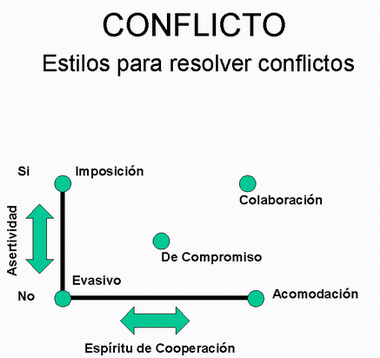 CONFLICTO
Estilos para resolver conflictos
Si
Imposición
Colaboración
Asertividad
De Compromiso
Evasivo
No
Acomodación
Espíritu de Cooperación